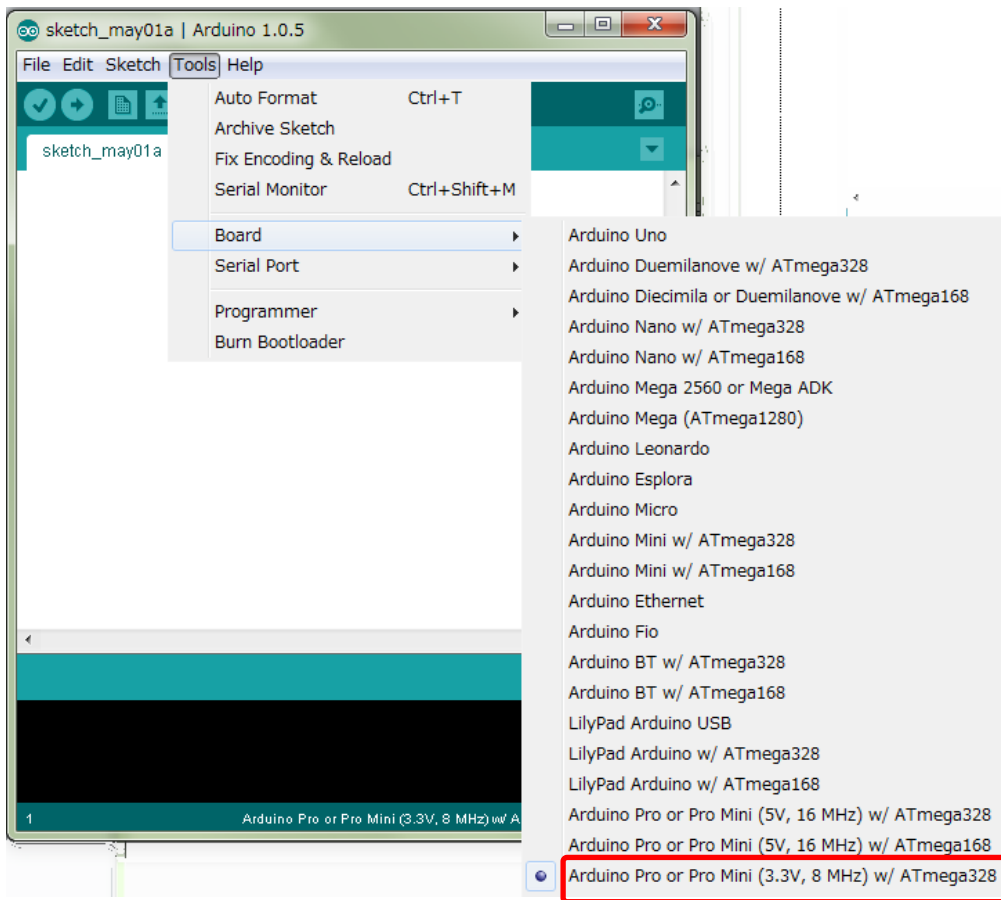 sketch_may01a | Arduino 1.0.5
File Edit Sketch Tools Help
Auto Format Ctrl+T
Archive Sketch
sketch_may01a
Fix Encoding & Reload
Serial Monitor Ctrl+Shift+M
Board
Serial Port
Programmer
Burn Bootloader
Arduino Uno
Arduino Duemilanove w/ ATmega328
Arduino Diecimila or Duemilanove w/ ATmega168
Arduino Nano w/ ATmega328
Arduino Nano w/ ATmega168
Arduino Mega 2560 or Mega ADK
Arduino Mega (ATmega1280)
Arduino Leonardo
Arduino Esplora
Arduino Micro
Arduino Mini w/ ATmega328
Arduino Mini w/ ATmega168
Arduino Ethernet
Arduino Fio
Arduino BT w/ ATmega328
Arduino BT w/ ATmega168
LilyPad Arduino USB
LilyPad Arduino w/ ATmega328
LilyPad Arduino w/ ATmega168
Arduino Pro or Pro Mini (5V, 16 MHz) w/ ATmega328
Arduino Pro or Pro Mini (5V, 16 MHz) w/ ATmega168
Arduino Pro or Pro Mini (3.3V, 8 MHz) w/ ATmega328
1 Arduino Pro or Pro Mini (3.3V, 8 MHz) w/ A